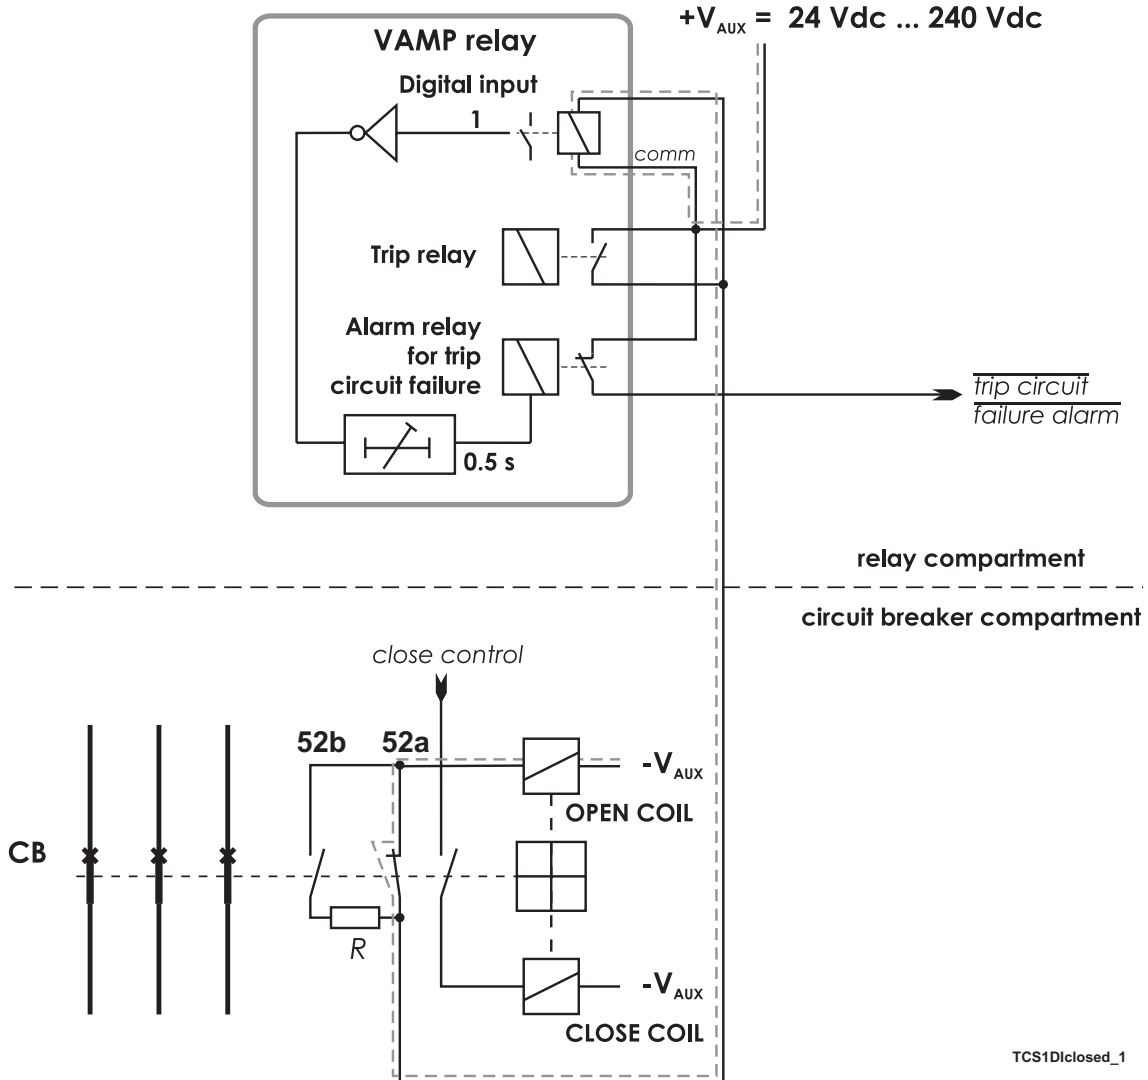 +VAUX = 24 Vdc ... 240 Vdc
VAMP relay
Digital input
1
comm
Trip relay
Alarm relay
for trip
circuit failure
0.5 s
trip circuit
failure alarm
relay compartment
circuit breaker compartment
close control
52b 52a
-VAUX
OPEN COIL
CB
R
-VAUX
CLOSE COIL
TCS1DIclosed_1